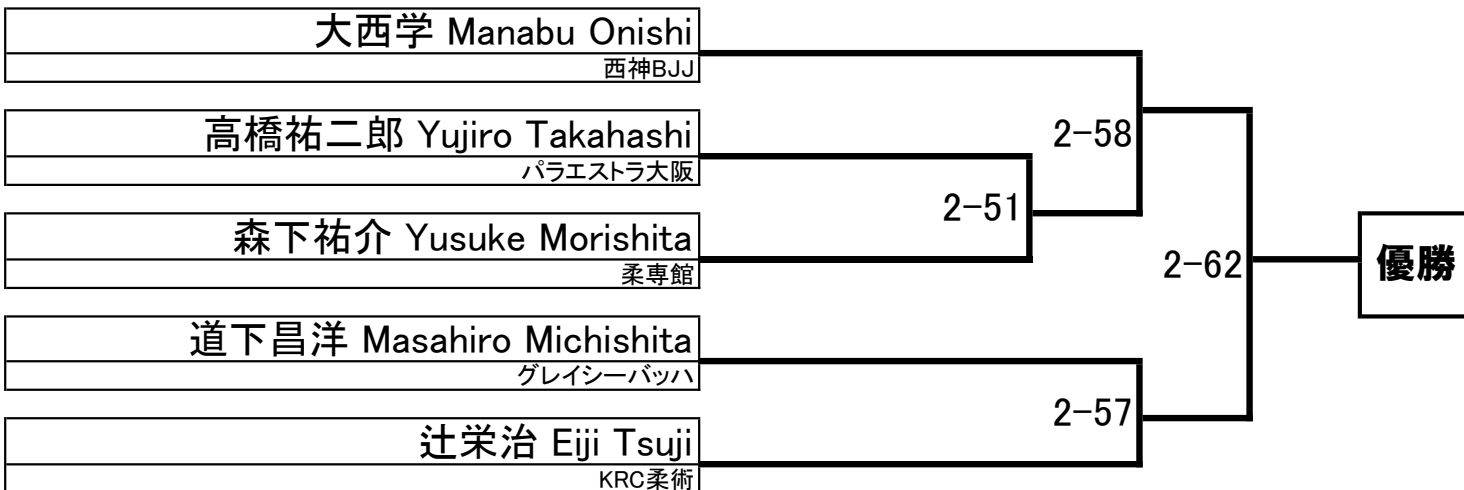 大西学 Manabu Onishi
西神BJJ
高橋祐二郎 Yujiro Takahashi
パラエストラ大阪
森下祐介 Yusuke Morishita
柔専館
道下昌洋 Masahiro Michishita
グレイシーバッハ
辻栄治 Eiji Tsuji
KRC柔術
2-58
2-51
2-62
2-57
優勝